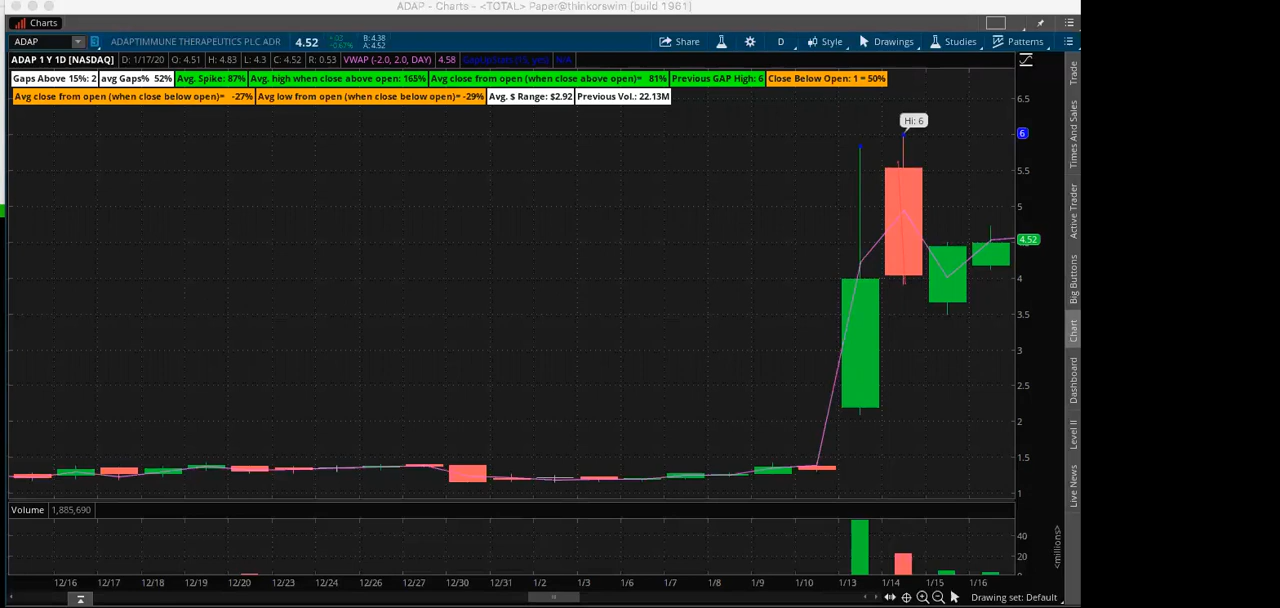 ADAP - Charts - <TOTAL> Paper@thinkorswim [build 1961]
Charts
ADAP
ADAPTIMMUNE THERAPEUTICS PLC ADR
4.52
+.03
+0.67%
B: 4.38
A: 4.52
Share
D
Style
Drawings
Studies
Patterns
ADAP 1 Y 1D [NASDAQ]
D: 1/17/20
O: 4.51
H: 4.83
L: 4.3
C: 4.52
R: 0.53
VWAP (-2.0, 2.0, DAY)
4.58
N/A
Gaps Above 15%: 2
avg Gaps% 52%
Avg. Spike: 87%
Avg. high when close above open: 165%
Avg close from open (when close above open)= 81%
Previous GAP High: 6
Close Below Open: 1 = 50%
Avg close from open (when close below open)= -27%
Avg low from open (when close below open)= -29%
Avg. $ Range: $2.92
Previous Vol.: 22.13M
Hi: 6
6.5
6
5.5
5
4.52
4
3.5
3
2.5
2
1.5
1
Volume
1,885,690
40
20
0
<millions>
12/16
12/17
12/18
12/19
12/20
12/23
12/24
12/26
12/27
12/30
12/31
1/2
1/3
1/6
1/7
1/8
1/9
1/10
1/13
1/14
1/15
1/16
Drawing set: Default
Trade
Times And Sales
Active Trader
Big Buttons
Chart
Dashboard
Level II
Live News